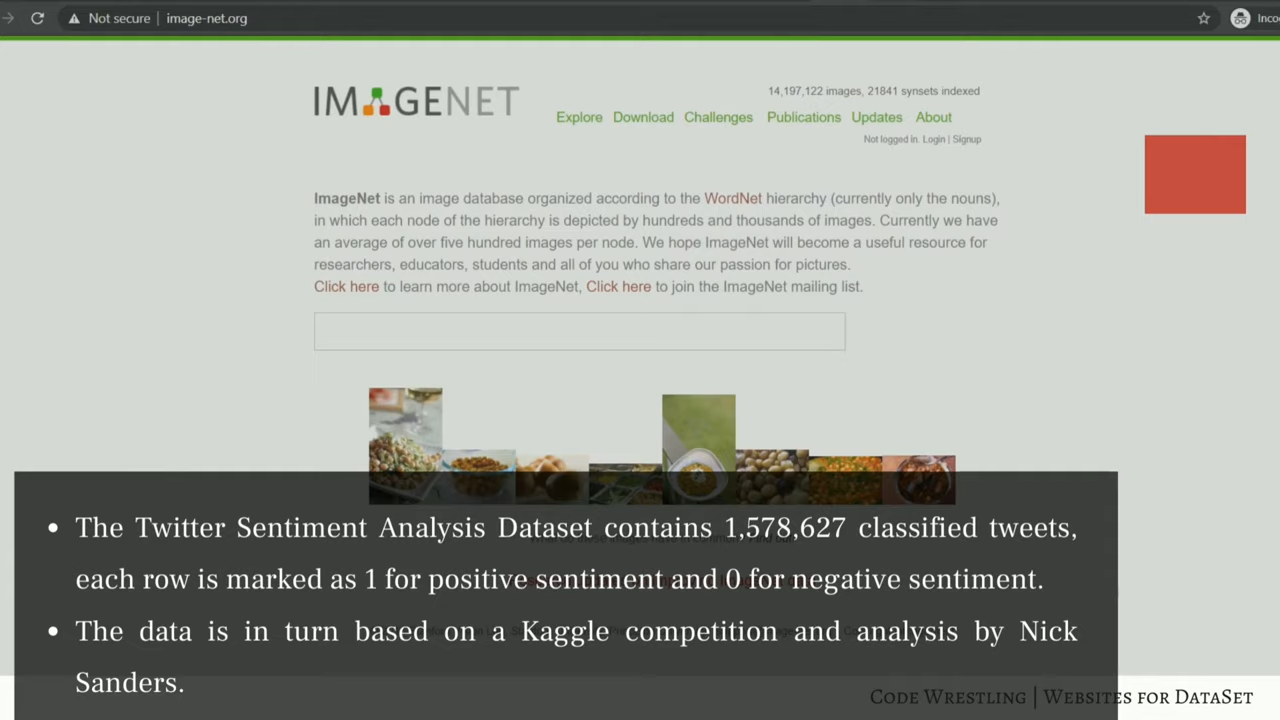 Not secure | image-net.org
Inco
IMAGENET
14,197,122 images, 21841 synsets indexed
Explore Download Challenges Publications Updates About
Not logged in. Login | Signup
ImageNet is an image database organized according to the WordNet hierarchy (currently only the nouns),
in which each node of the hierarchy is depicted by hundreds and thousands of images. Currently we have
an average of over five hundred images per node. We hope ImageNet will become a useful resource for
researchers, educators, students and all of you who share our passion for pictures.
Click here to learn more about ImageNet, Click here to join the ImageNet mailing list.
• The Twitter Sentiment Analysis Dataset contains 1,578,627 classified tweets,
each row is marked as 1 for positive sentiment and 0 for negative sentiment.
• The data is in turn based on a Kaggle competition and analysis by Nick
Sanders.
Code Wrestling | Websites for DataSet